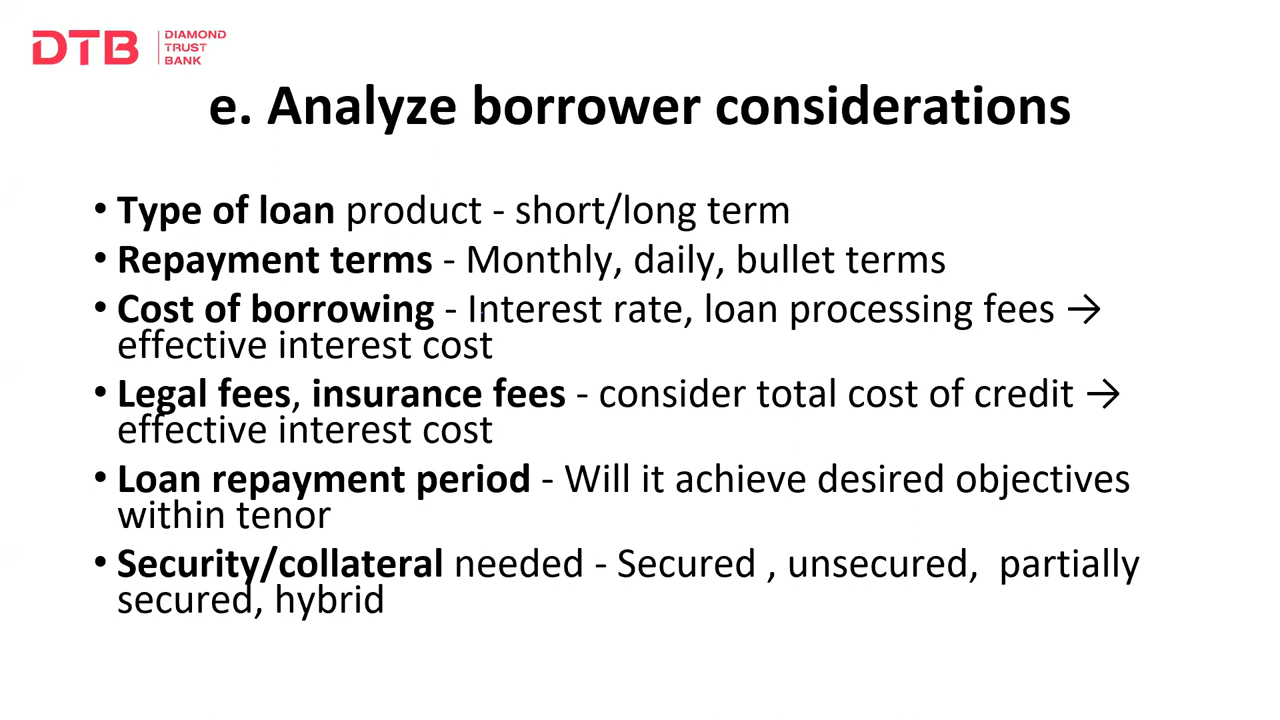 DTB
DIAMOND
TRUST
BANK
e. Analyze borrower considerations
• Type of loan product - short/long term
• Repayment terms - Monthly, daily, bullet terms
• Cost of borrowing - Interest rate, loan processing fees →
effective interest cost
• Legal fees, insurance fees - consider total cost of credit →
effective interest cost
• Loan repayment period - Will it achieve desired objectives
within tenor
• Security/collateral needed - Secured , unsecured,  partially
secured, hybrid